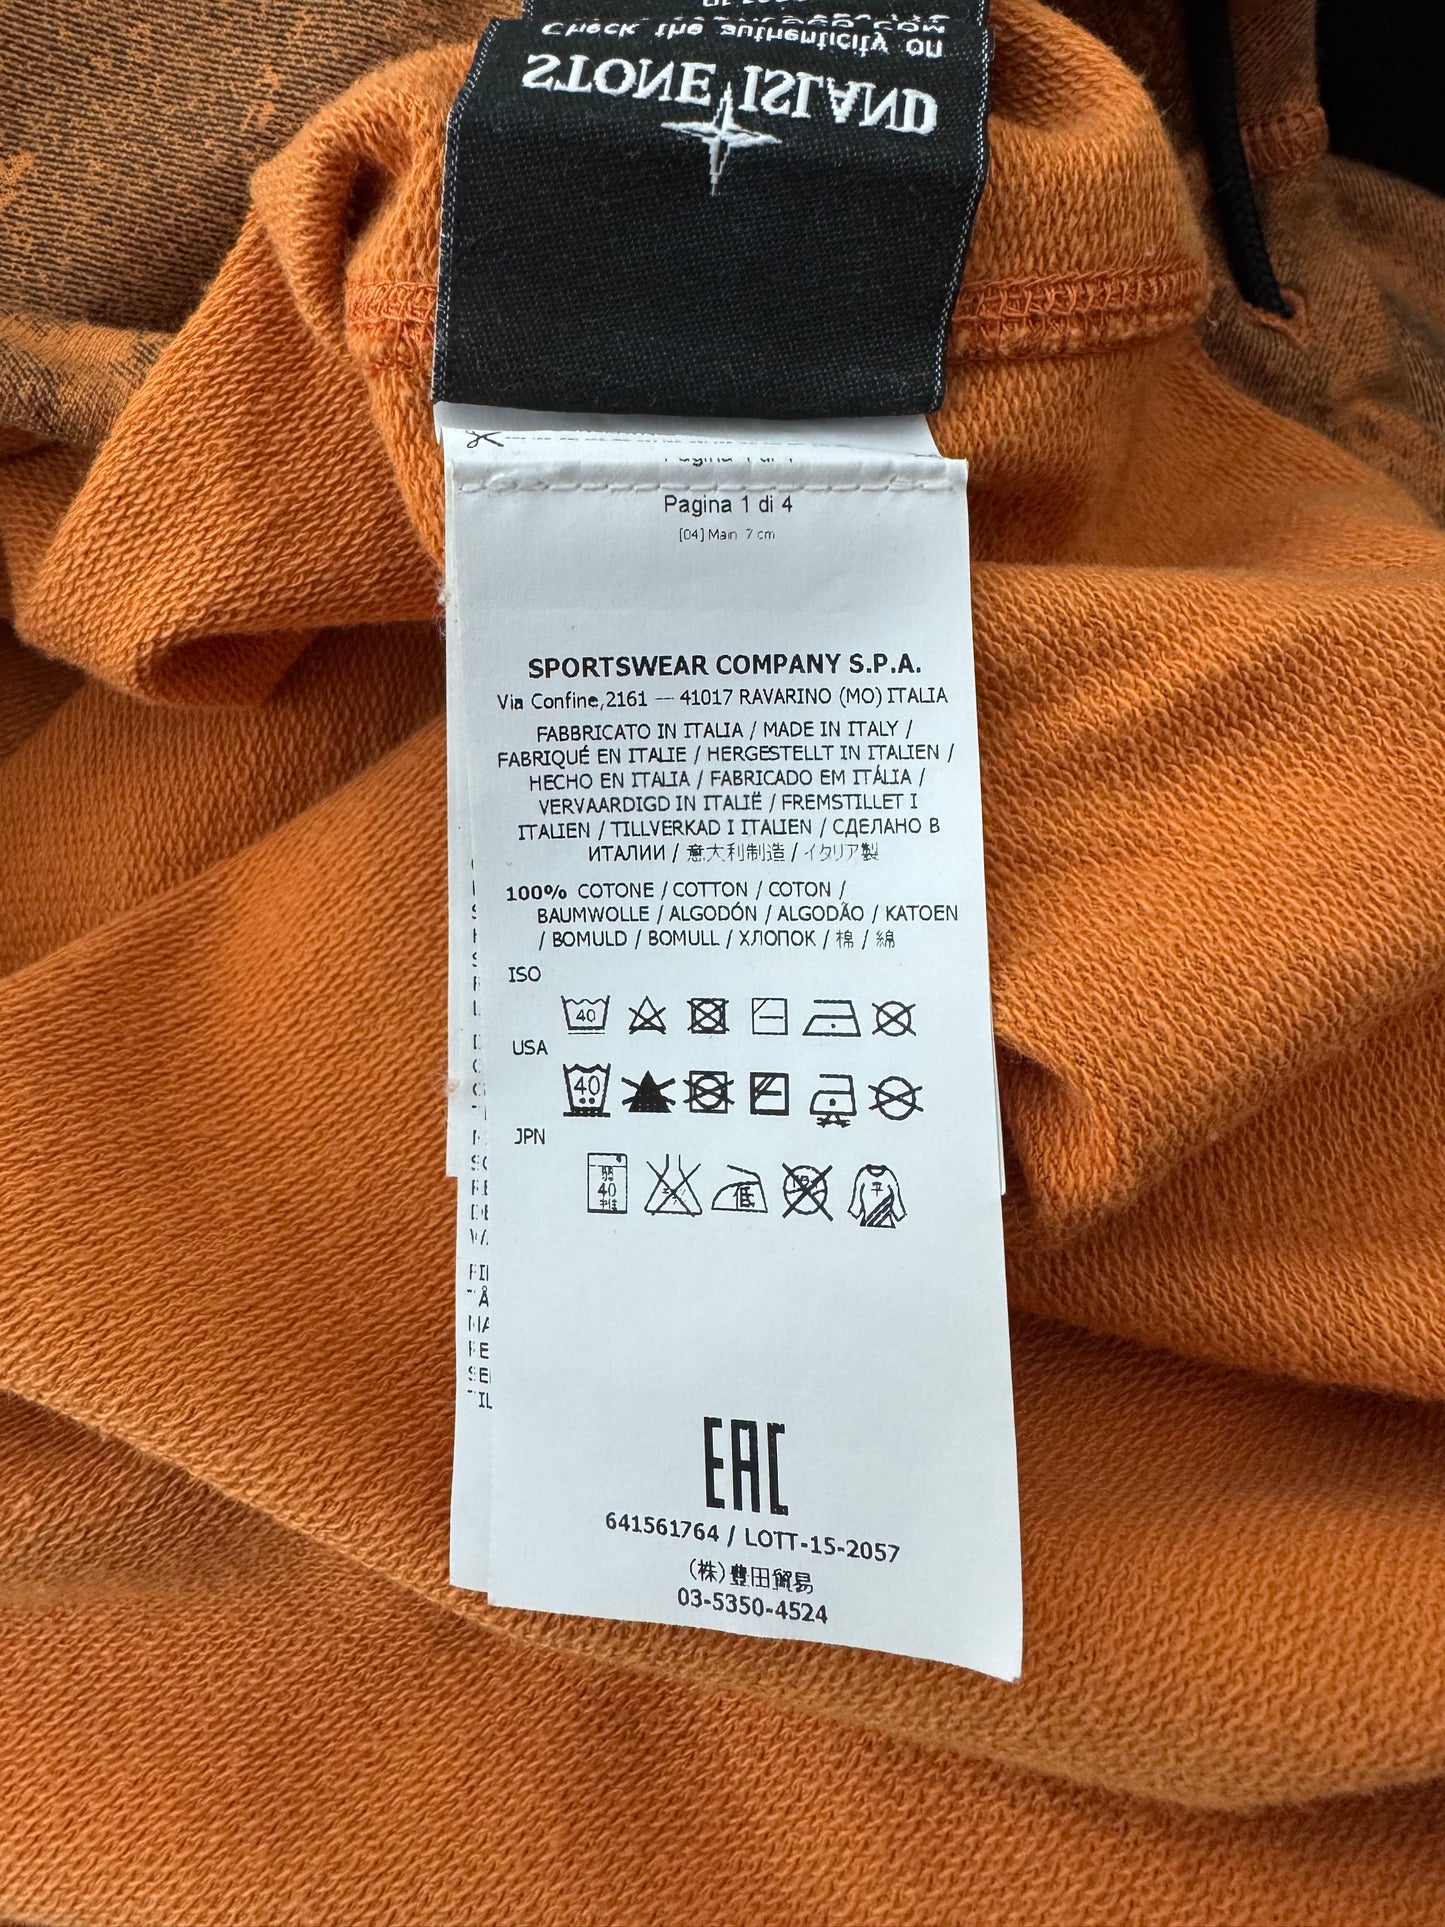 Check the authenticity on
STONE ISLAND
Pagina 1 di 4
[04] Main 7 cm
SPORTSWEAR COMPANY S.P.A.
Via Confine,2161 — 41017 RAVARINO (MO) ITALIA
FABBRICATO IN ITALIA / MADE IN ITALY /
FABRIQUÉ EN ITALIE / HERGESTELLT IN ITALIEN /
HECHO EN ITALIA / FABRICADO EM ITÁLIA /
VERVAARDIGD IN ITALIË / FREMSTILLET I
ITALIEN / TILLVERKAD I ITALIEN / СДЕЛАНО В
ИТАЛИИ / 意大利制造 / イタリア製
100% COTONE / COTTON / COTON /
BAUMWOLLE / ALGODÓN / ALGODÃO / KATOEN
/ BOMULD / BOMULL / ХЛОПОК / 棉 / 綿
ISO
40
USA
40
JPN
弱
40
中性
低
平
EAC
641561764 / LOTT-15-2057
(株)豊田貿易
03-5350-4524